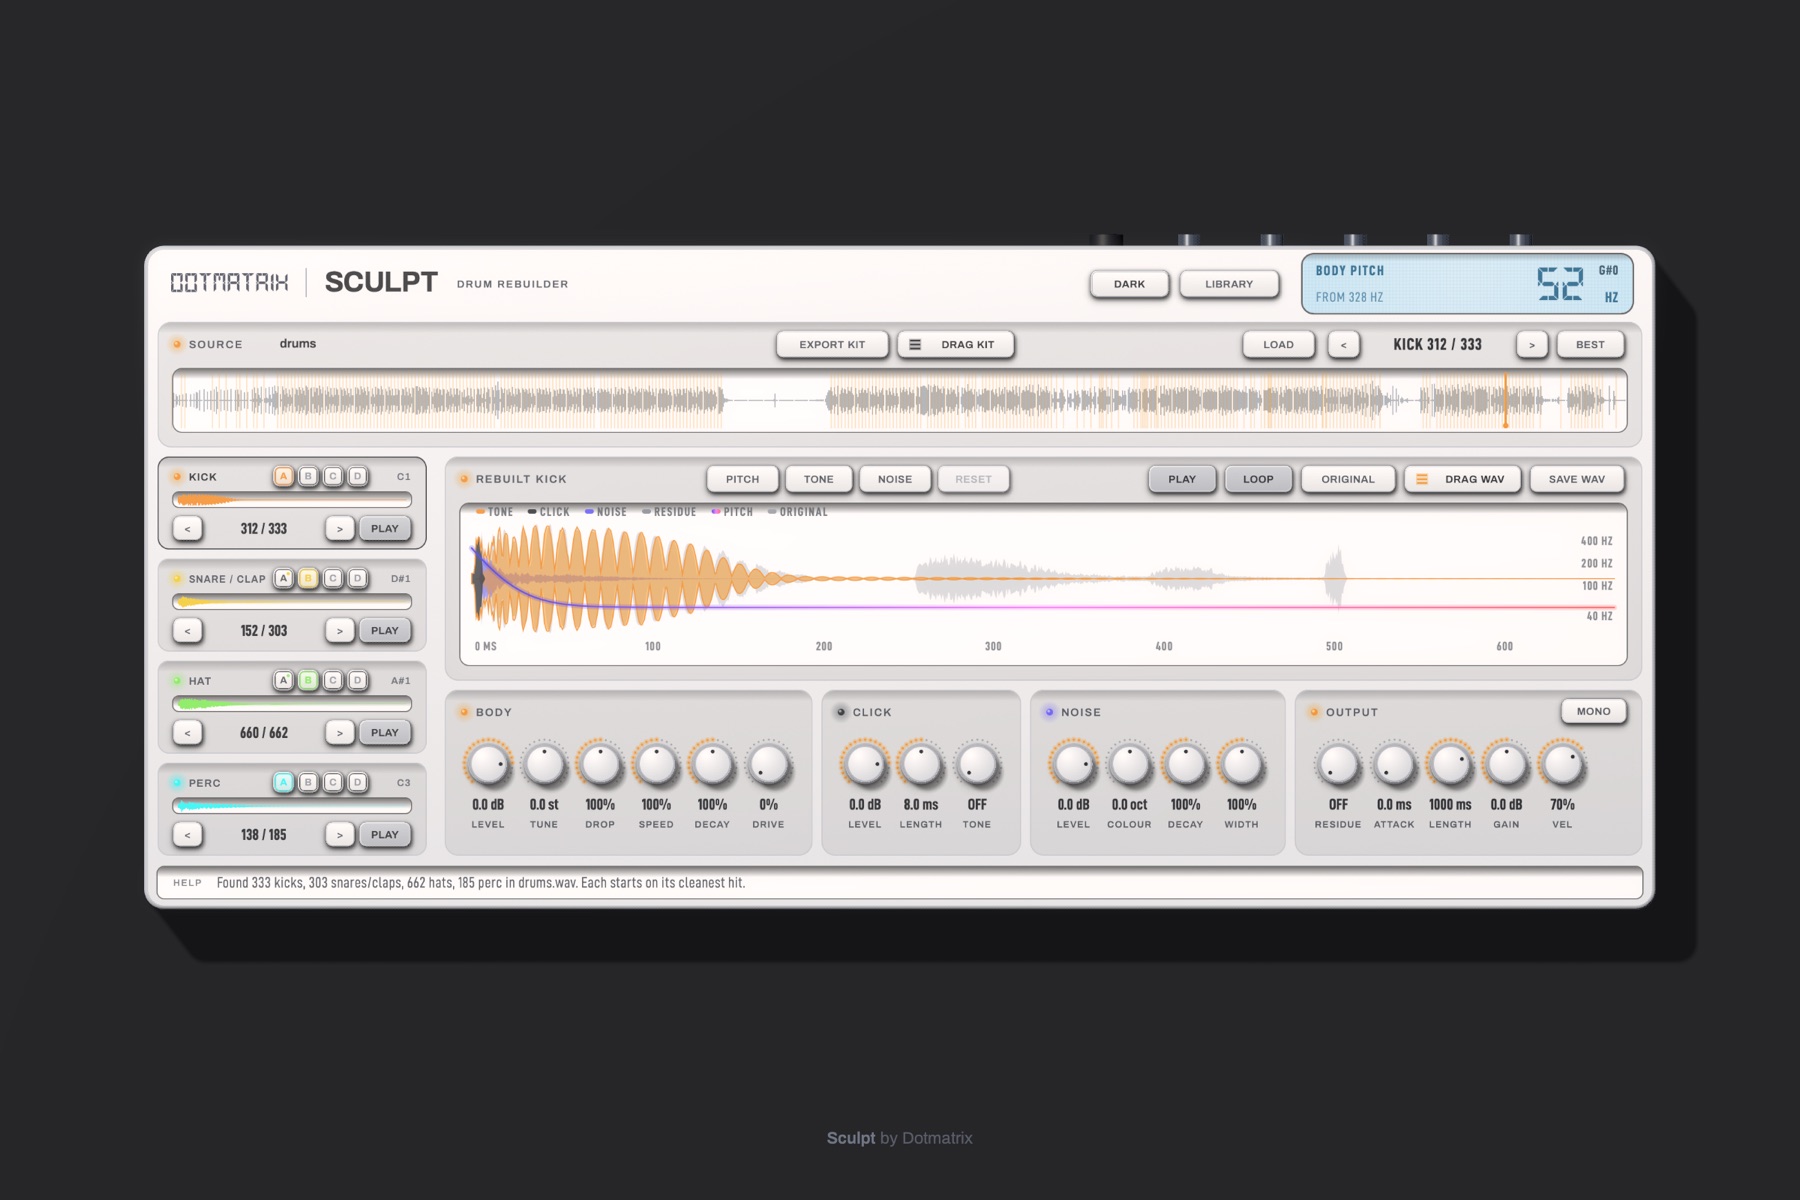 DOTMATRIX SCULPT DRUM REBUILDER
DARK
LIBRARY
BODY PITCH
FROM 328 HZ
52
G#0
HZ
SOURCE drums
EXPORT KIT
DRAG KIT
LOAD
<
KICK 312 / 333
>
BEST
KICK A B C D C1
< 312 / 333 > PLAY
SNARE / CLAP A B C D D#1
< 152 / 303 > PLAY
HAT A B C D A#1
< 660 / 662 > PLAY
PERC A B C D C3
< 138 / 185 > PLAY
REBUILT KICK
PITCH
TONE
NOISE
RESET
PLAY
LOOP
ORIGINAL
DRAG WAV
SAVE WAV
TONE CLICK NOISE RESIDUE PITCH ORIGINAL
400 HZ
200 HZ
100 HZ
40 HZ
0 MS 100 200 300 400 500 600
BODY
0.0 dB 0.0 st 100% 100% 100% 0%
LEVEL TUNE DROP SPEED DECAY DRIVE
CLICK
0.0 dB 8.0 ms OFF
LEVEL LENGTH TONE
NOISE
0.0 dB 0.0 oct 100% 100%
LEVEL COLOUR DECAY WIDTH
OUTPUT
MONO
OFF 0.0 ms 1000 ms 0.0 dB 70%
RESIDUE ATTACK LENGTH GAIN VEL
HELP Found 333 kicks, 303 snares/claps, 662 hats, 185 perc in drums.wav. Each starts on its cleanest hit.
Sculpt by Dotmatrix